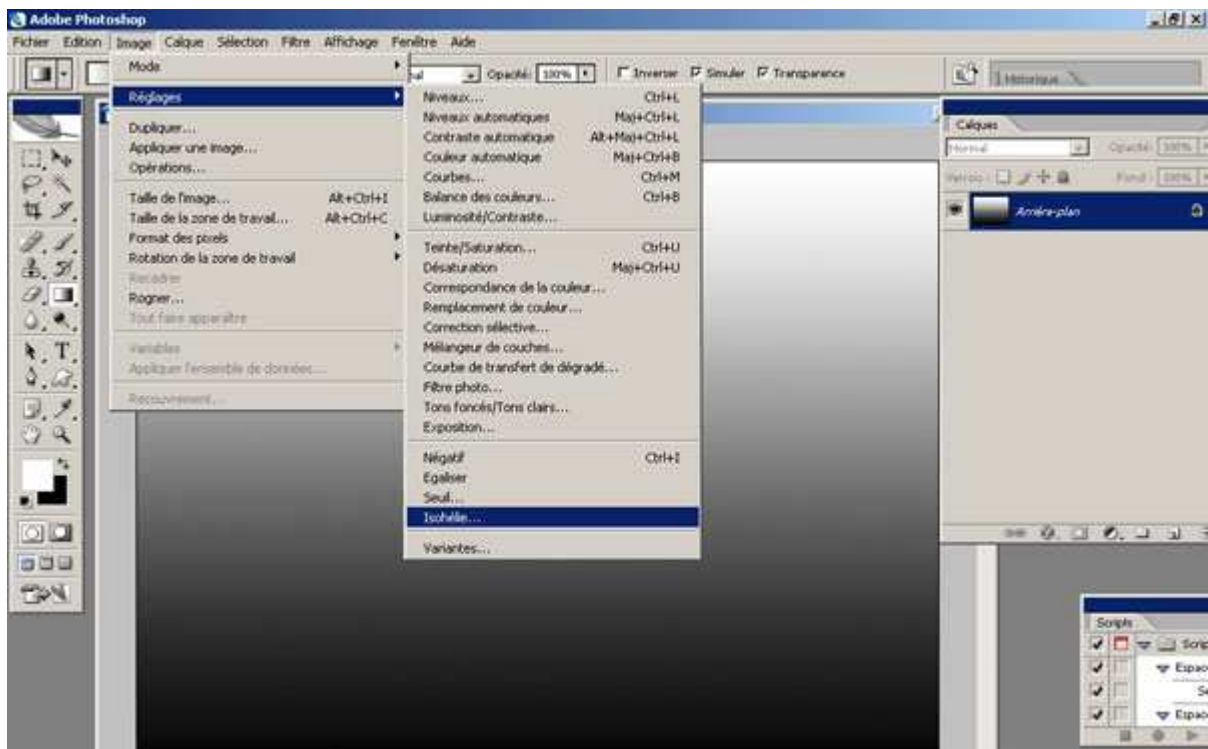 Adobe Photoshop
Fichier Edition Image Calque Sélection Filtre Affichage Fenêtre Aide
Opacité: 100% Inverser Simuler Transparence
Historique
Mode
Réglages
Dupliquer...
Appliquer une image...
Opérations...
Taille de l'image... Alt+Ctrl+I
Taille de la zone de travail... Alt+Ctrl+C
Format des pixels
Rotation de la zone de travail
Recadrer
Rogner...
Tout faire apparaître
Variables
Appliquer l'ensemble de données...
Recouvrement...
Niveaux... Ctrl+L
Niveaux automatiques Maj+Ctrl+L
Contraste automatique Alt+Maj+Ctrl+L
Couleur automatique Maj+Ctrl+B
Courbes... Ctrl+M
Balance des couleurs... Ctrl+B
Luminosité/Contraste...
Teinte/Saturation... Ctrl+U
Désaturation Maj+Ctrl+U
Correspondance de la couleur...
Remplacement de couleur...
Correction sélective...
Mélangeur de couches...
Courbe de transfert de dégradé...
Filtre photo...
Tons foncés/Tons clairs...
Exposition...
Négatif Ctrl+I
Egaliser
Seuil...
Isohélie...
Variantes...
Calques
Normal Opacité: 100%
Verrou: Fond: 100%
Arrière-plan
Scripts
Scrip
Espac
Se
Espac